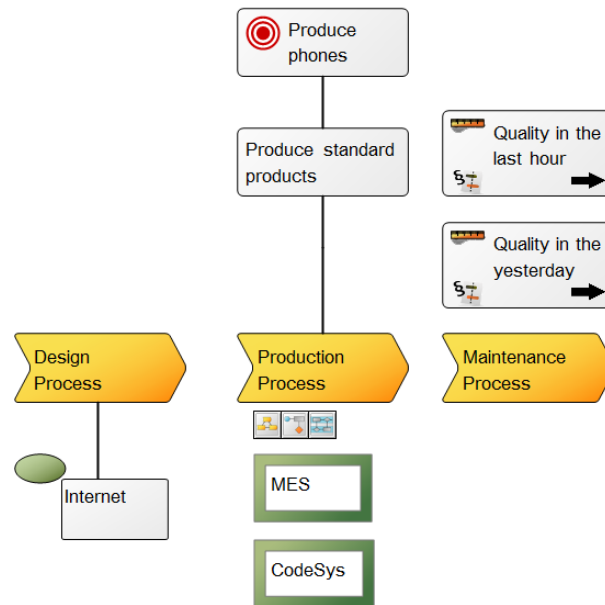 Produce
phones
Produce standard
products
Quality in the
last hour
Quality in the
yesterday
Design
Process
Production
Process
Maintenance
Process
Internet
MES
CodeSys